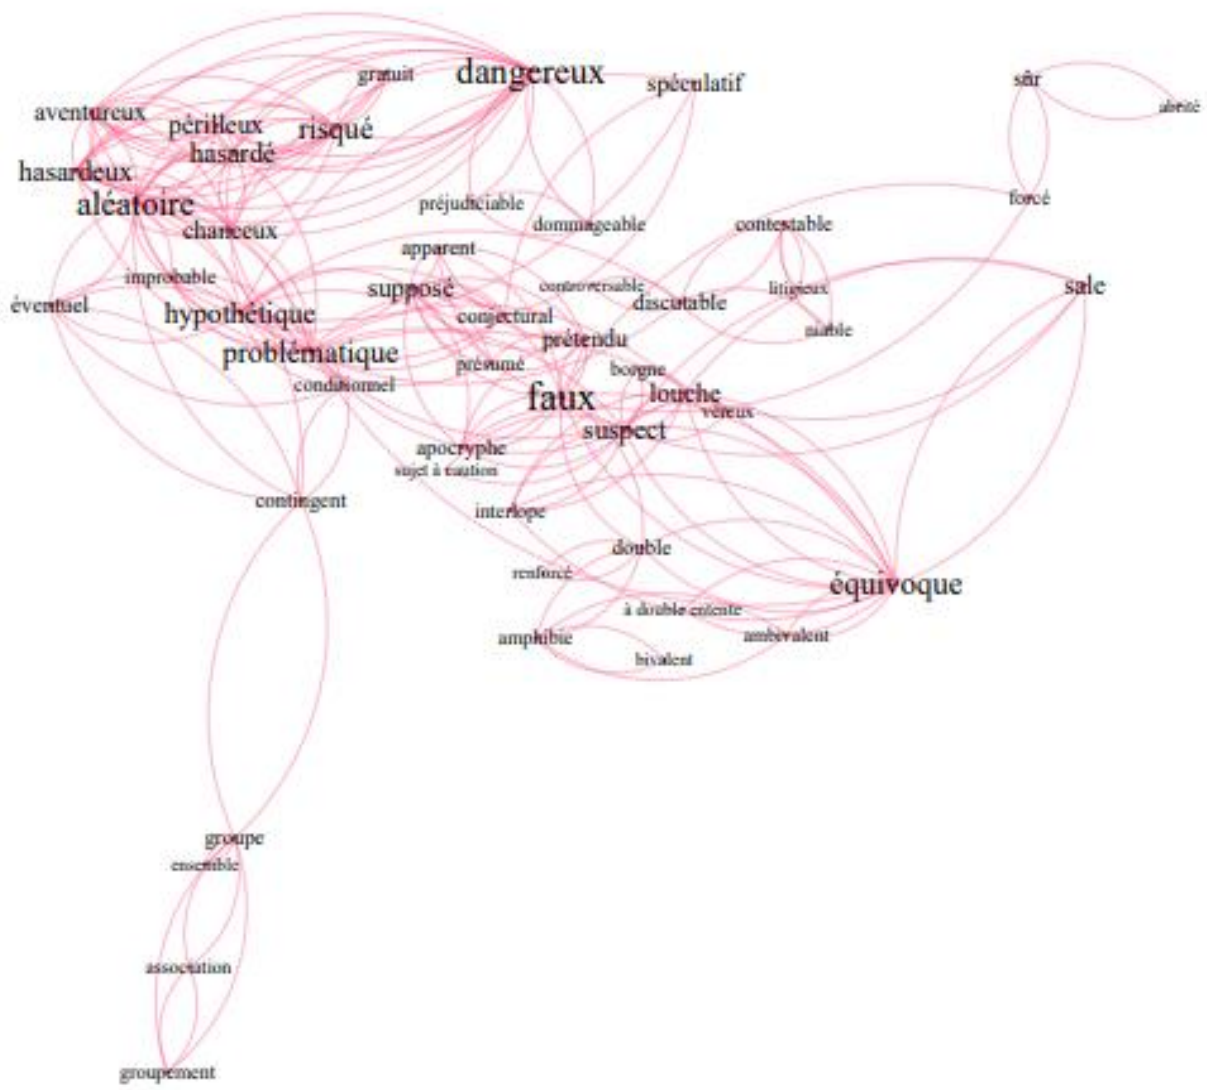 dangereux
gratuit
spéculatif
sûr
abrité
aventureux
périlleux
risqué
hasardé
hasardeux
aléatoire
préjudiciable
forcé
chanceux
dommageable
contestable
apparent
improbable
supposé
controversable
litigieux
sale
éventuel
discutable
hypothétique
conjectural
niable
prétendu
problématique
présumé
borgne
conditionnel
faux
louche
véreux
suspect
apocryphe
sujet à caution
contingent
interlope
double
renforcé
équivoque
à double entente
amphibie
ambivalent
bivalent
groupe
ensemble
association
groupement